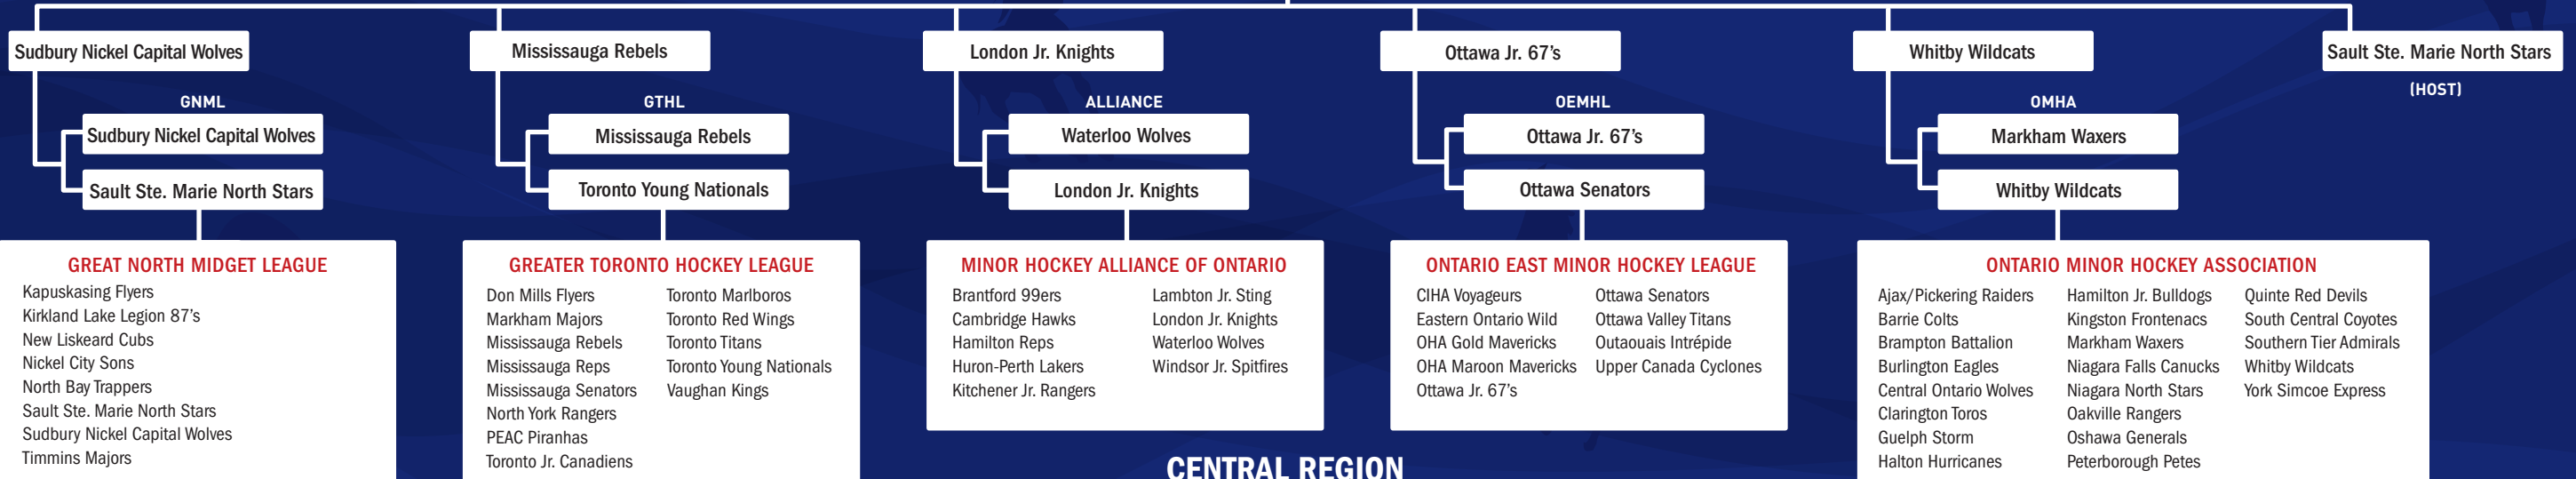 Sudbury Nickel Capital Wolves
Mississauga Rebels
London Jr. Knights
Ottawa Jr. 67's
Whitby Wildcats
Sault Ste. Marie North Stars
(HOST)
GNML
Sudbury Nickel Capital Wolves
Sault Ste. Marie North Stars
GTHL
Mississauga Rebels
Toronto Young Nationals
ALLIANCE
Waterloo Wolves
London Jr. Knights
OEMHL
Ottawa Jr. 67's
Ottawa Senators
OMHA
Markham Waxers
Whitby Wildcats
GREAT NORTH MIDGET LEAGUE
Kapuskasing Flyers
Kirkland Lake Legion 87's
New Liskeard Cubs
Nickel City Sons
North Bay Trappers
Sault Ste. Marie North Stars
Sudbury Nickel Capital Wolves
Timmins Majors
GREATER TORONTO HOCKEY LEAGUE
Don Mills Flyers
Markham Majors
Mississauga Rebels
Mississauga Reps
Mississauga Senators
North York Rangers
PEAC Piranhas
Toronto Jr. Canadiens
Toronto Marlboros
Toronto Red Wings
Toronto Titans
Toronto Young Nationals
Vaughan Kings
MINOR HOCKEY ALLIANCE OF ONTARIO
Brantford 99ers
Cambridge Hawks
Hamilton Reps
Huron-Perth Lakers
Kitchener Jr. Rangers
Lambton Jr. Sting
London Jr. Knights
Waterloo Wolves
Windsor Jr. Spitfires
ONTARIO EAST MINOR HOCKEY LEAGUE
CIHA Voyageurs
Eastern Ontario Wild
OHA Gold Mavericks
OHA Maroon Mavericks
Ottawa Jr. 67's
Ottawa Senators
Ottawa Valley Titans
Outaouais Intrépide
Upper Canada Cyclones
ONTARIO MINOR HOCKEY ASSOCIATION
Ajax/Pickering Raiders
Barrie Colts
Brampton Battalion
Burlington Eagles
Central Ontario Wolves
Clarington Toros
Guelph Storm
Halton Hurricanes
Hamilton Jr. Bulldogs
Kingston Frontenacs
Markham Waxers
Niagara Falls Canucks
Niagara North Stars
Oakville Rangers
Oshawa Generals
Peterborough Petes
Quinte Red Devils
South Central Coyotes
Southern Tier Admirals
Whitby Wildcats
York Simcoe Express
CENTRAL REGION